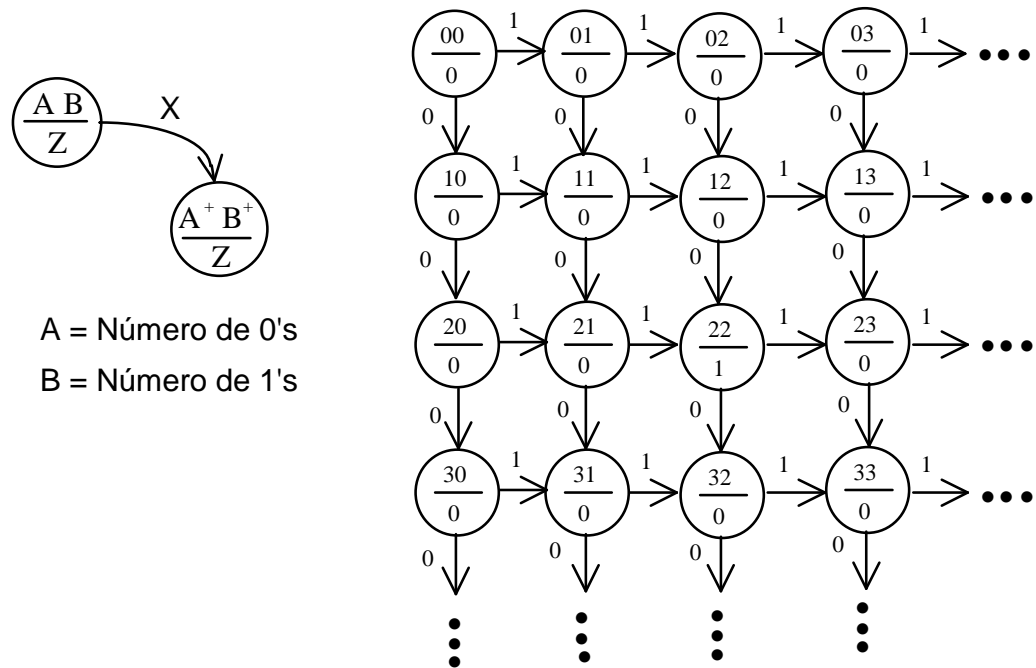 A B
Z
X
A+ B+
Z
A = Número de 0's
B = Número de 1's
00 1 01 1 02 1 03 1
0 0 0 0
0 0 0 0
10 1 11 1 12 1 13 1
0 0 0 0
0 0 0 0
20 1 21 1 22 1 23 1
0 0 1 0
0 0 0 0
30 1 31 1 32 1 33 1
0 0 0 0
0 0 0 0